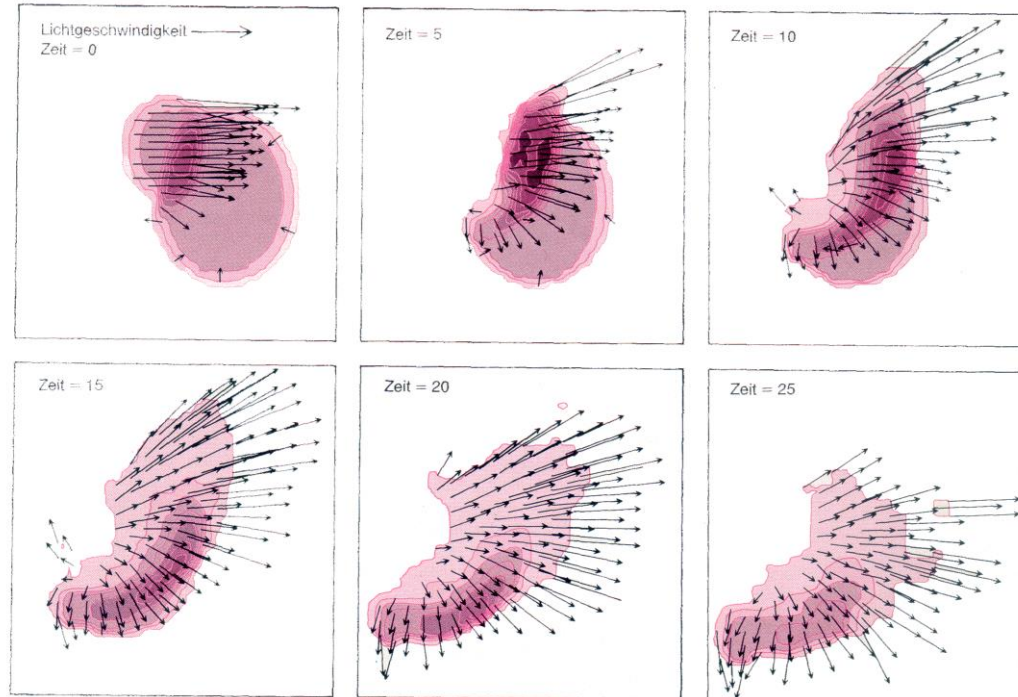 Lichtgeschwindigkeit
Zeit = 0
Zeit = 5
Zeit = 10
Zeit = 15
Zeit = 20
Zeit = 25